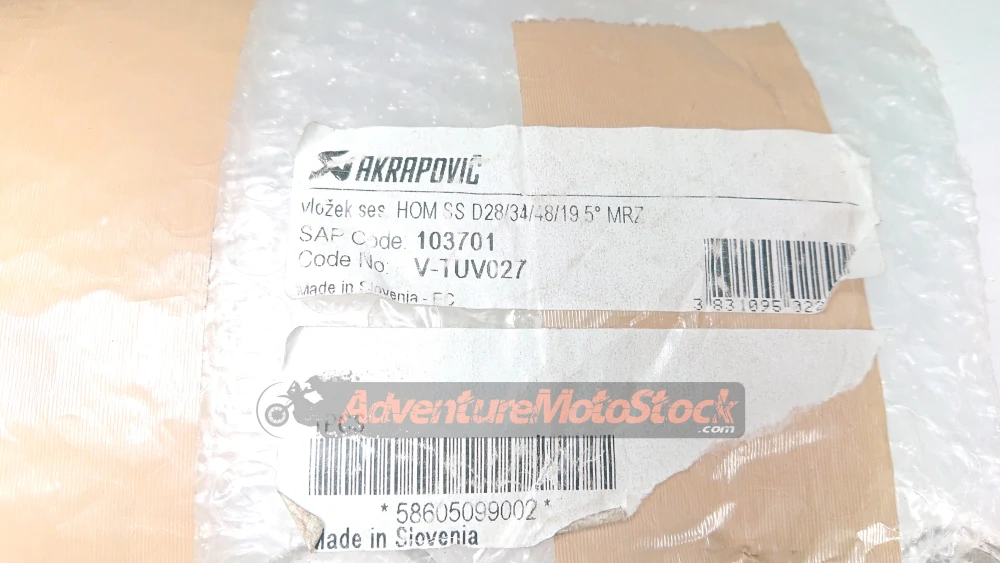 AKRAPOVIČ
vložek ses. HOM SS D28/34/48/19.5° MRZ
SAP Code: 103701
Code No: V-TUV027
Made in Slovenia - EC
3 831095 32
AdventureMotoStock
.com
* 58605099002 *
Made in Slovenia